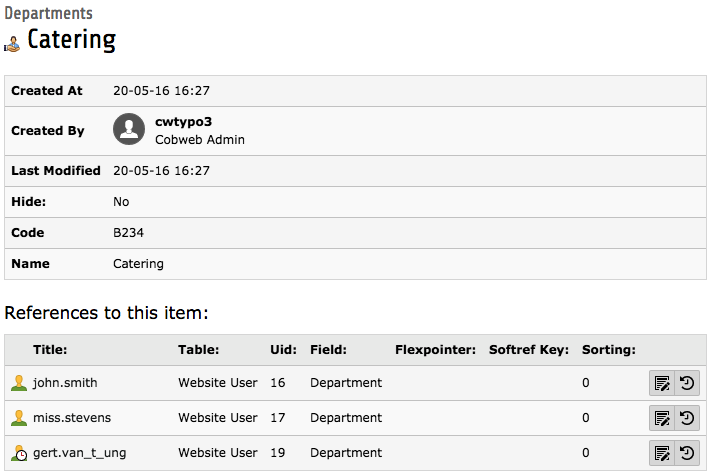 Departments
Catering
Created At 20-05-16 16:27
Created By cwtypo3
Cobweb Admin
Last Modified 20-05-16 16:27
Hide: No
Code B234
Name Catering
References to this item:
Title: Table: Uid: Field: Flexpointer: Softref Key: Sorting:
john.smith Website User 16 Department 0
miss.stevens Website User 17 Department 0
gert.van_t_ung Website User 19 Department 0